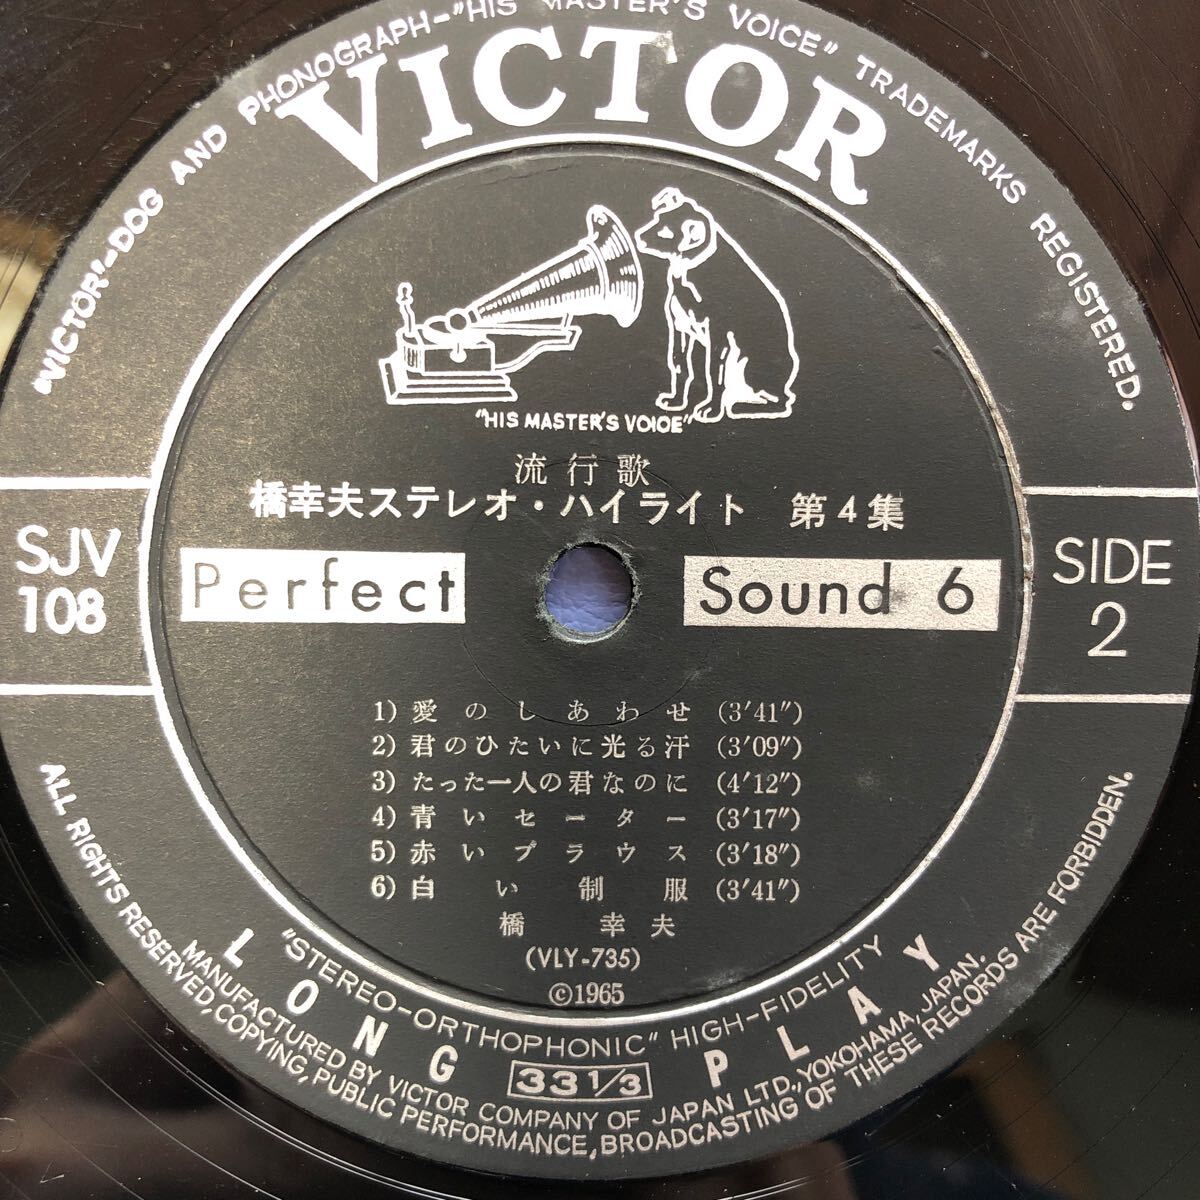 "VICTOR"-DOG AND PHONOGRAPH-"HIS MASTER'S VOICE" TRADEMARKS REGISTERED.
VICTOR
"HIS MASTER'S VOICE"
流行歌
橋幸夫ステレオ・ハイライト 第4集
SJV
108
Perfect
Sound 6
SIDE
2
1) 愛のしあわせ (3′41″)
2) 君のひたいに光る汗 (3′09″)
3) たった一人の君なのに (4′12″)
4) 青いセーター (3′17″)
5) 赤いブラウス (3′18″)
6) 白い制服 (3′41″)
橋幸夫
(VLY-735)
©1965
"STEREO-ORTHOPHONIC" HIGH-FIDELITY
LONG PLAY
33 1/3
MANUFACTURED BY VICTOR COMPANY OF JAPAN LTD., YOKOHAMA, JAPAN.
ALL RIGHTS RESERVED, COPYING, PUBLIC PERFORMANCE, BROADCASTING OF THESE RECORDS ARE FORBIDDEN.